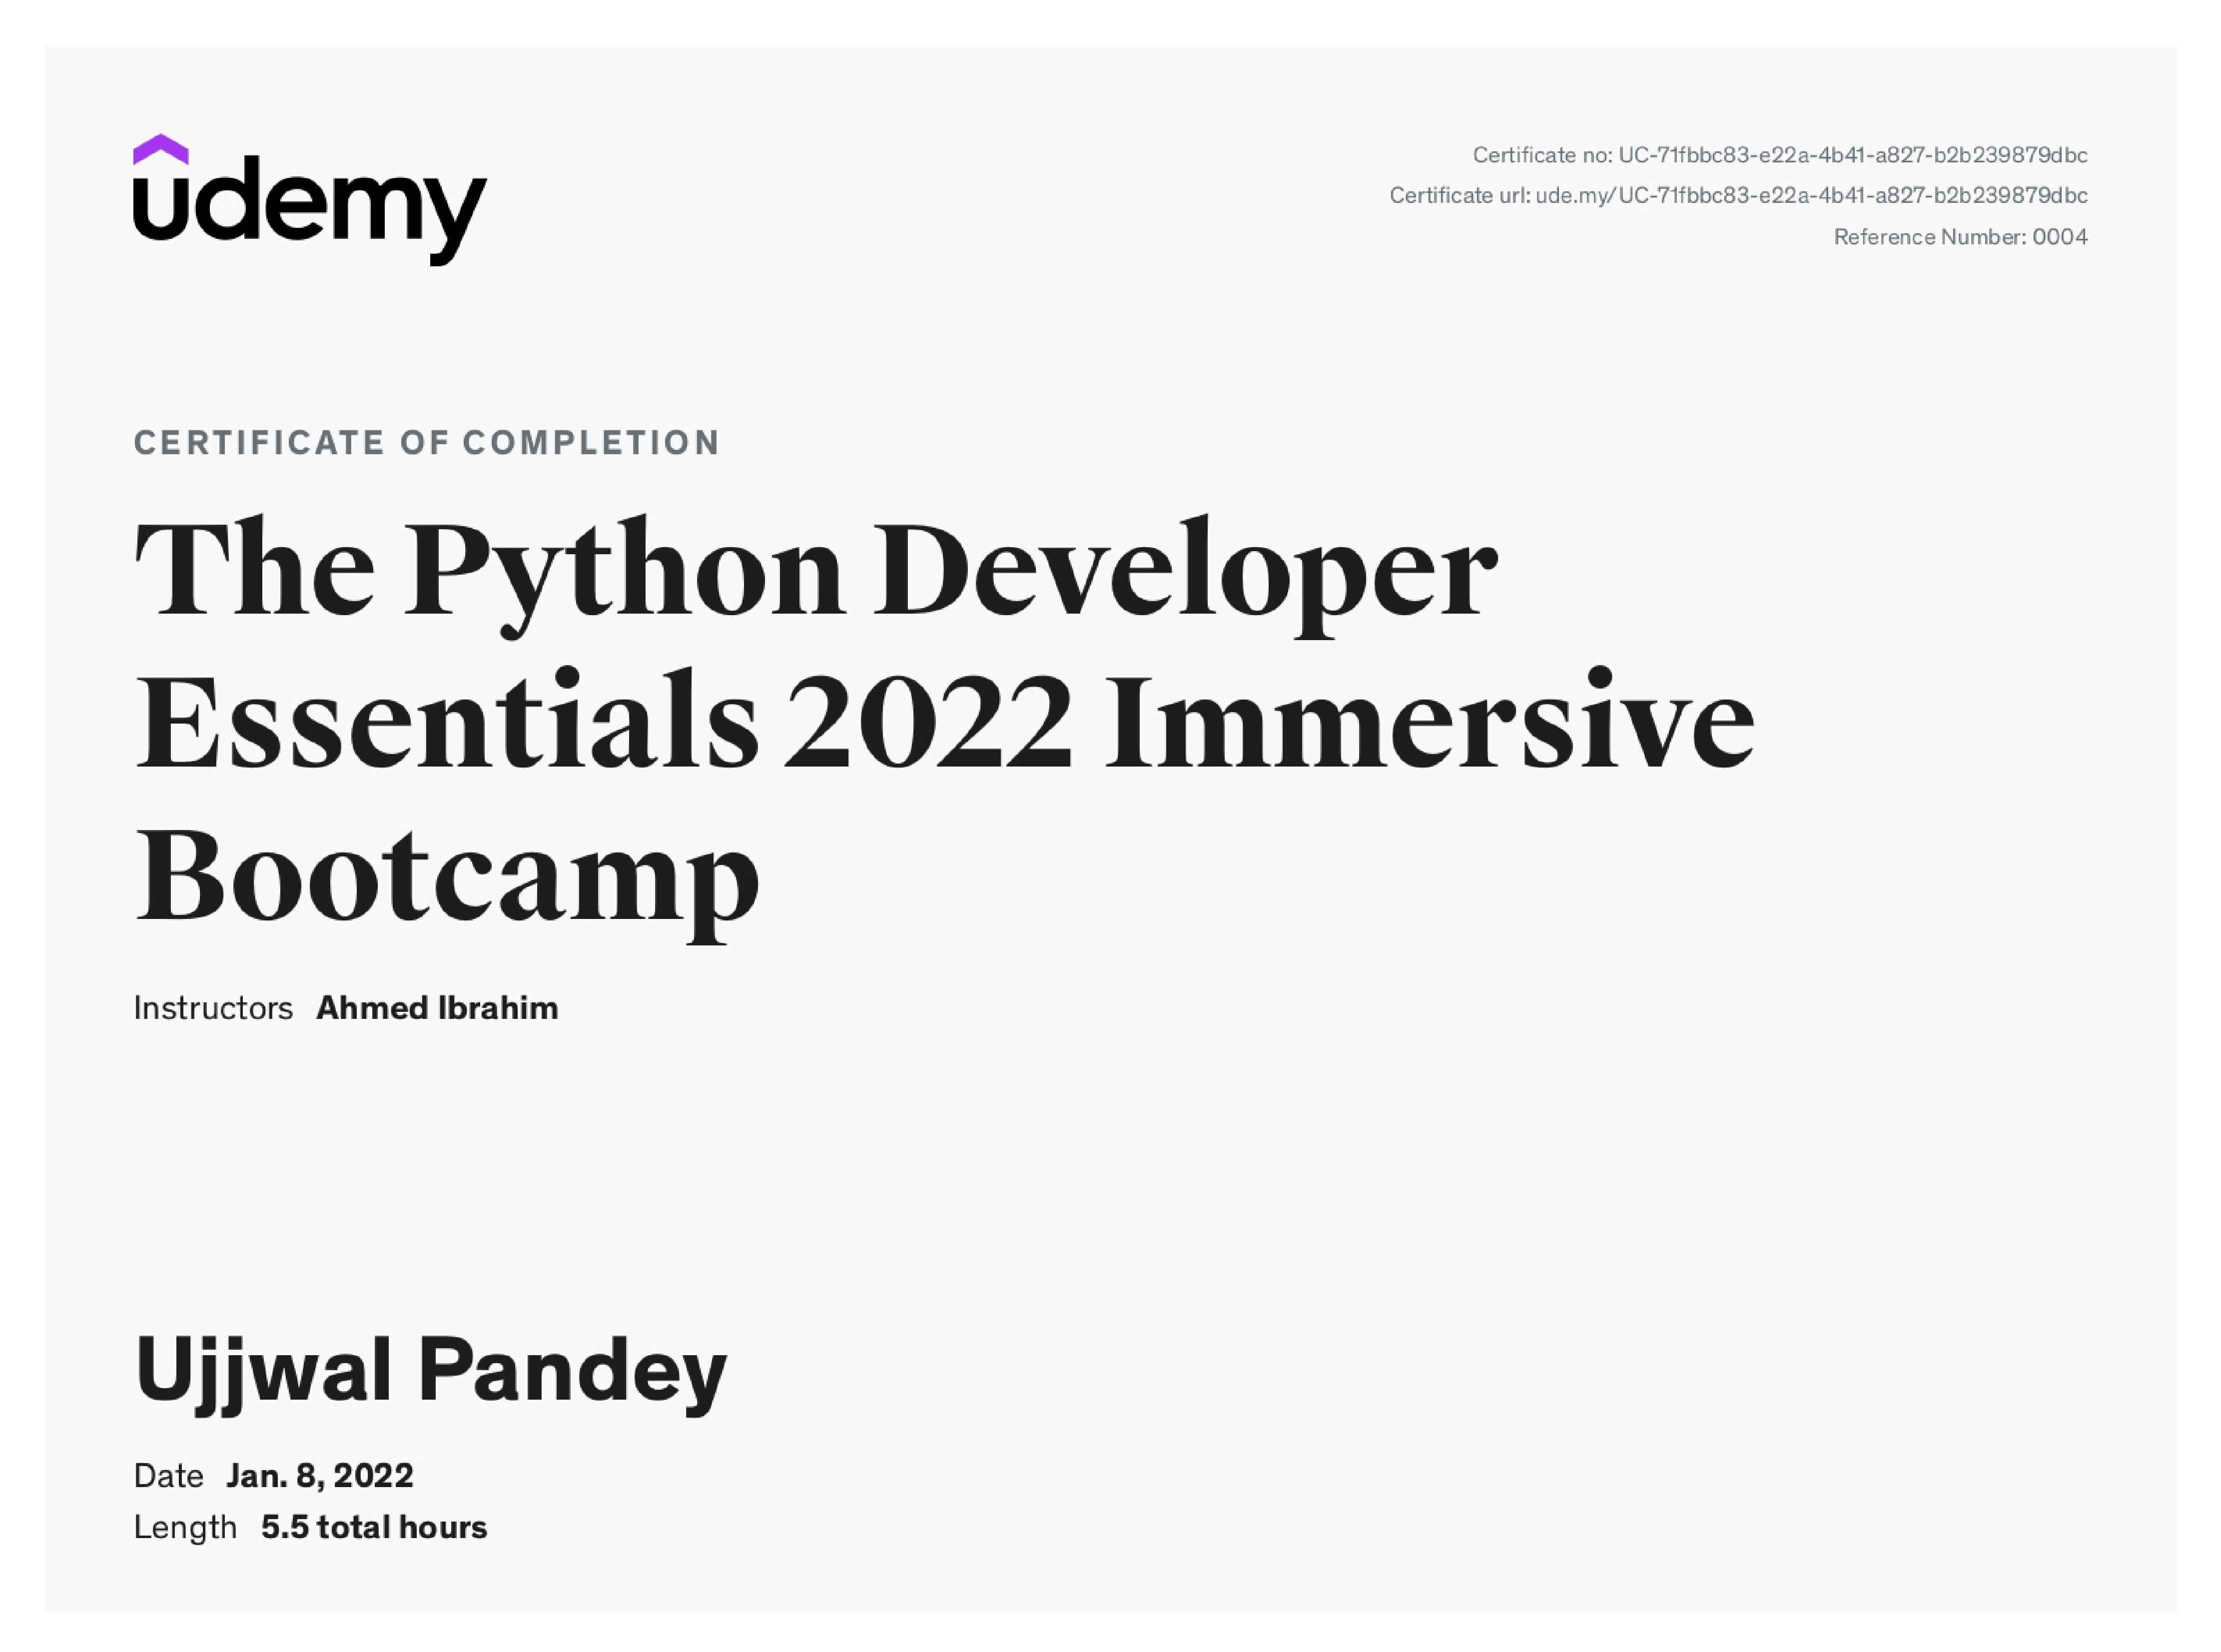 udemy
Certificate no: UC-71fbbc83-e22a-4b41-a827-b2b239879dbc
Certificate url: ude.my/UC-71fbbc83-e22a-4b41-a827-b2b239879dbc
Reference Number: 0004
CERTIFICATE OF COMPLETION
The Python Developer
Essentials 2022 Immersive
Bootcamp
Instructors Ahmed Ibrahim
Ujjwal Pandey
Date Jan. 8, 2022
Length 5.5 total hours